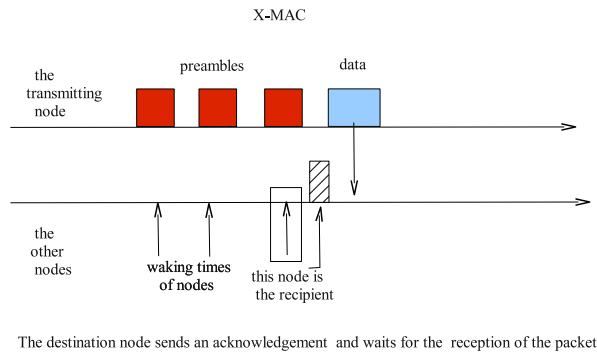 X-MAC
the
transmitting
node
preambles
data
the
other
nodes
waking times
of nodes
this node is
the recipient
The destination node sends an acknowledgement and waits for the reception of the packet